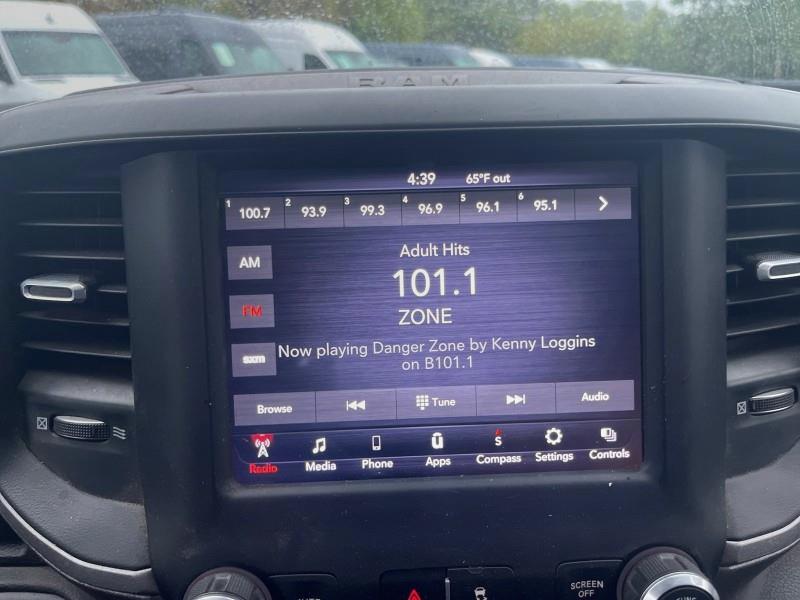 RAM
4:39 65°F out
1 100.7 2 93.9 3 99.3 4 96.9 5 96.1 6 95.1
AM
Adult Hits
101.1
FM
ZONE
sxm
Now playing Danger Zone by Kenny Loggins
on B101.1
Browse Tune Audio
Radio Media Phone Apps Compass Settings Controls
S
SCREEN
OFF